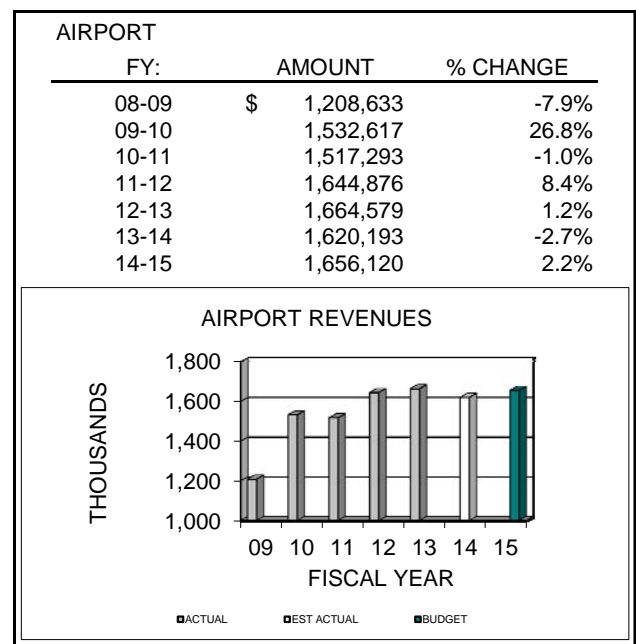 AIRPORT
FY: AMOUNT % CHANGE
08-09 $ 1,208,633 -7.9%
09-10 1,532,617 26.8%
10-11 1,517,293 -1.0%
11-12 1,644,876 8.4%
12-13 1,664,579 1.2%
13-14 1,620,193 -2.7%
14-15 1,656,120 2.2%
AIRPORT REVENUES
THOUSANDS
1,800
1,600
1,400
1,200
1,000
09 10 11 12 13 14 15
FISCAL YEAR
ACTUAL EST ACTUAL BUDGET